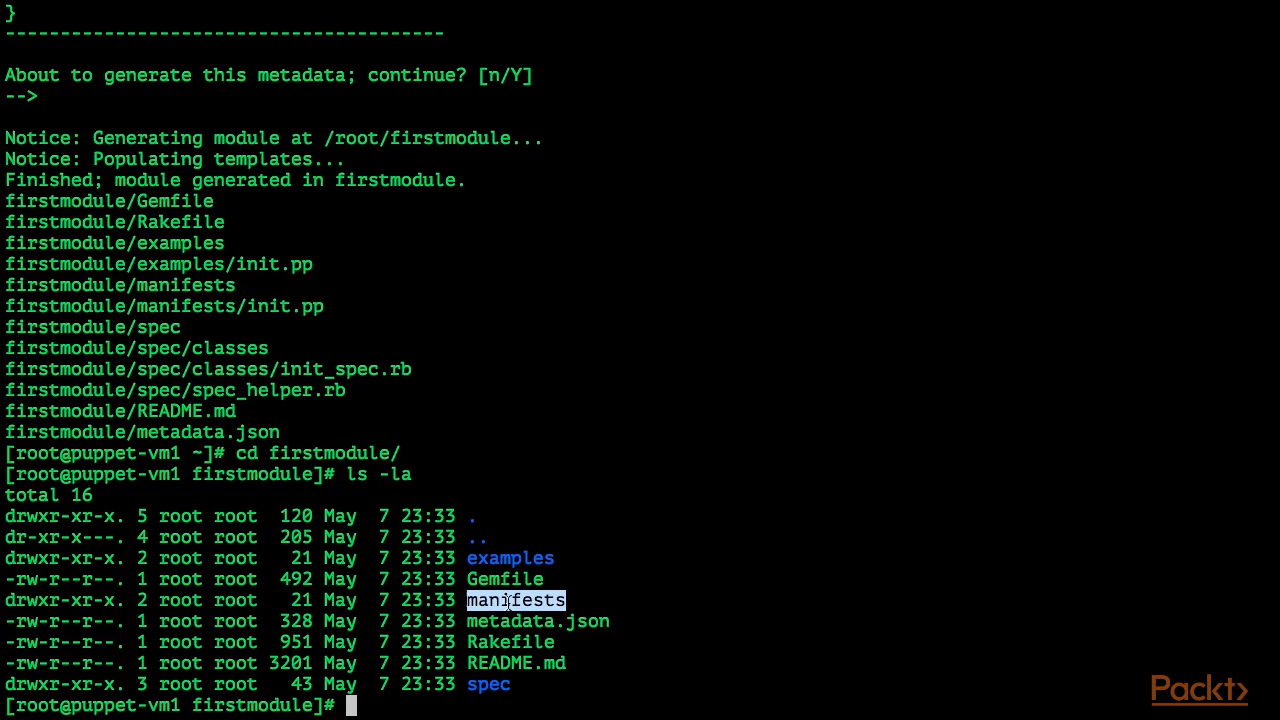 }
----------------------------------------
About to generate this metadata; continue? [n/Y]
-->
Notice: Generating module at /root/firstmodule...
Notice: Populating templates...
Finished; module generated in firstmodule.
firstmodule/Gemfile
firstmodule/Rakefile
firstmodule/examples
firstmodule/examples/init.pp
firstmodule/manifests
firstmodule/manifests/init.pp
firstmodule/spec
firstmodule/spec/classes
firstmodule/spec/classes/init_spec.rb
firstmodule/spec/spec_helper.rb
firstmodule/README.md
firstmodule/metadata.json
[root@puppet-vm1 ~]# cd firstmodule/
[root@puppet-vm1 firstmodule]# ls -la
total 16
drwxr-xr-x. 5 root root  120 May  7 23:33 .
dr-xr-x---. 4 root root  205 May  7 23:33 ..
drwxr-xr-x. 2 root root   21 May  7 23:33 examples
-rw-r--r--. 1 root root  492 May  7 23:33 Gemfile
drwxr-xr-x. 2 root root   21 May  7 23:33 manifests
-rw-r--r--. 1 root root  328 May  7 23:33 metadata.json
-rw-r--r--. 1 root root  951 May  7 23:33 Rakefile
-rw-r--r--. 1 root root 3201 May  7 23:33 README.md
drwxr-xr-x. 3 root root   43 May  7 23:33 spec
[root@puppet-vm1 firstmodule]#
Packt>